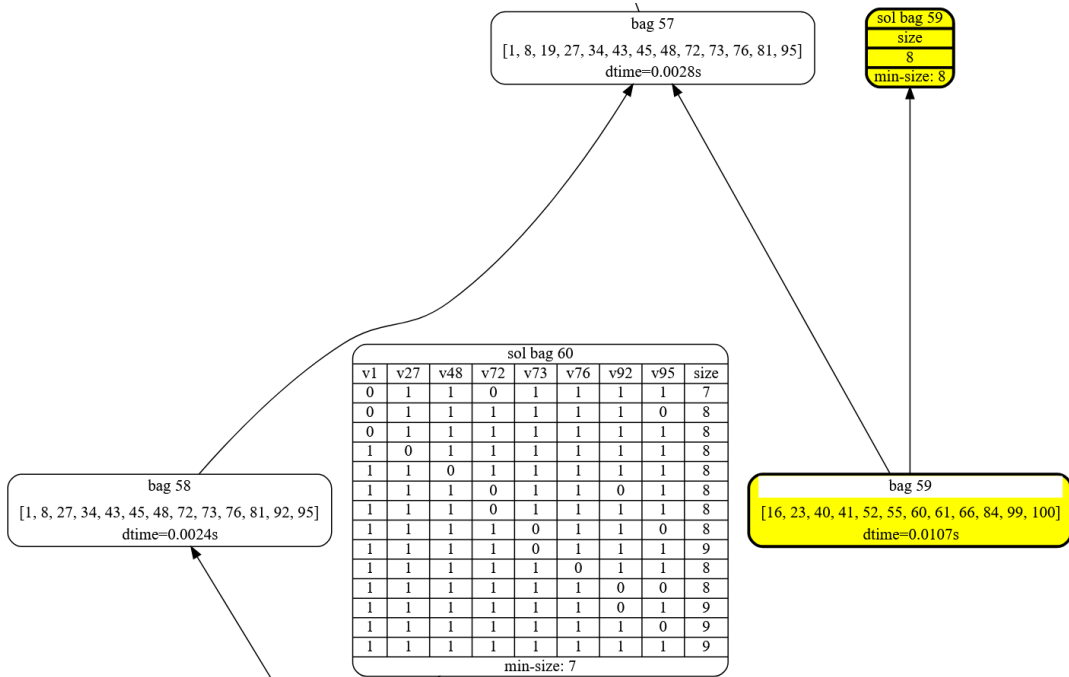 bag 57
[1, 8, 19, 27, 34, 43, 45, 48, 72, 73, 76, 81, 95]
dtime=0.0028s
sol bag 59
size
8
min-size: 8
sol bag 60
v1 v27 v48 v72 v73 v76 v92 v95 size
0 1 1 0 1 1 1 1 7
0 1 1 1 1 1 1 0 8
0 1 1 1 1 1 1 1 8
1 0 1 1 1 1 1 1 8
1 1 0 1 1 1 1 1 8
1 1 1 0 1 1 0 1 8
1 1 1 0 1 1 1 1 8
1 1 1 1 0 1 1 0 8
1 1 1 1 0 1 1 1 9
1 1 1 1 1 0 1 1 8
1 1 1 1 1 1 0 0 8
1 1 1 1 1 1 0 1 9
1 1 1 1 1 1 1 0 9
1 1 1 1 1 1 1 1 9
min-size: 7
bag 58
[1, 8, 27, 34, 43, 45, 48, 72, 73, 76, 81, 92, 95]
dtime=0.0024s
bag 59
[16, 23, 40, 41, 52, 55, 60, 61, 66, 84, 99, 100]
dtime=0.0107s